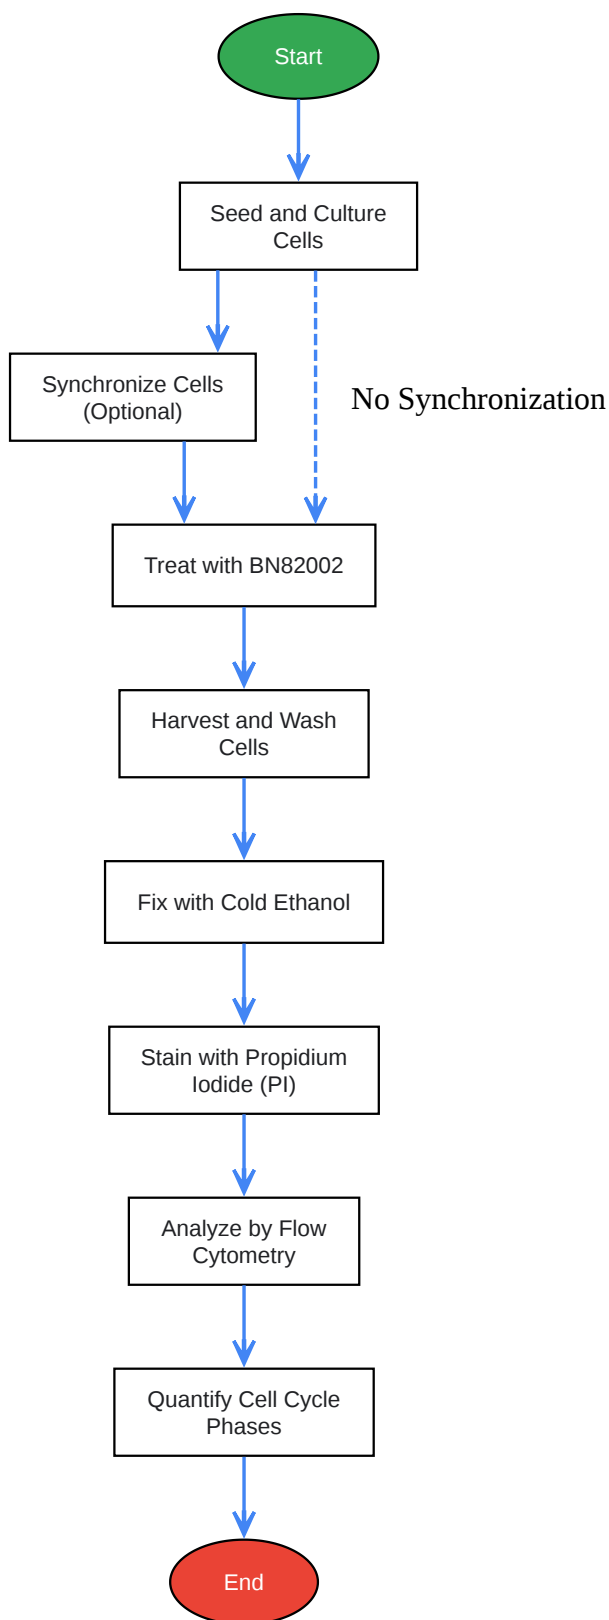 Start
Seed and Culture
Cells
Synchronize Cells
(Optional)
No Synchronization
Treat with BN82002
Harvest and Wash
Cells
Fix with Cold Ethanol
Stain with Propidium
Iodide (PI)
Analyze by Flow
Cytometry
Quantify Cell Cycle
Phases
End